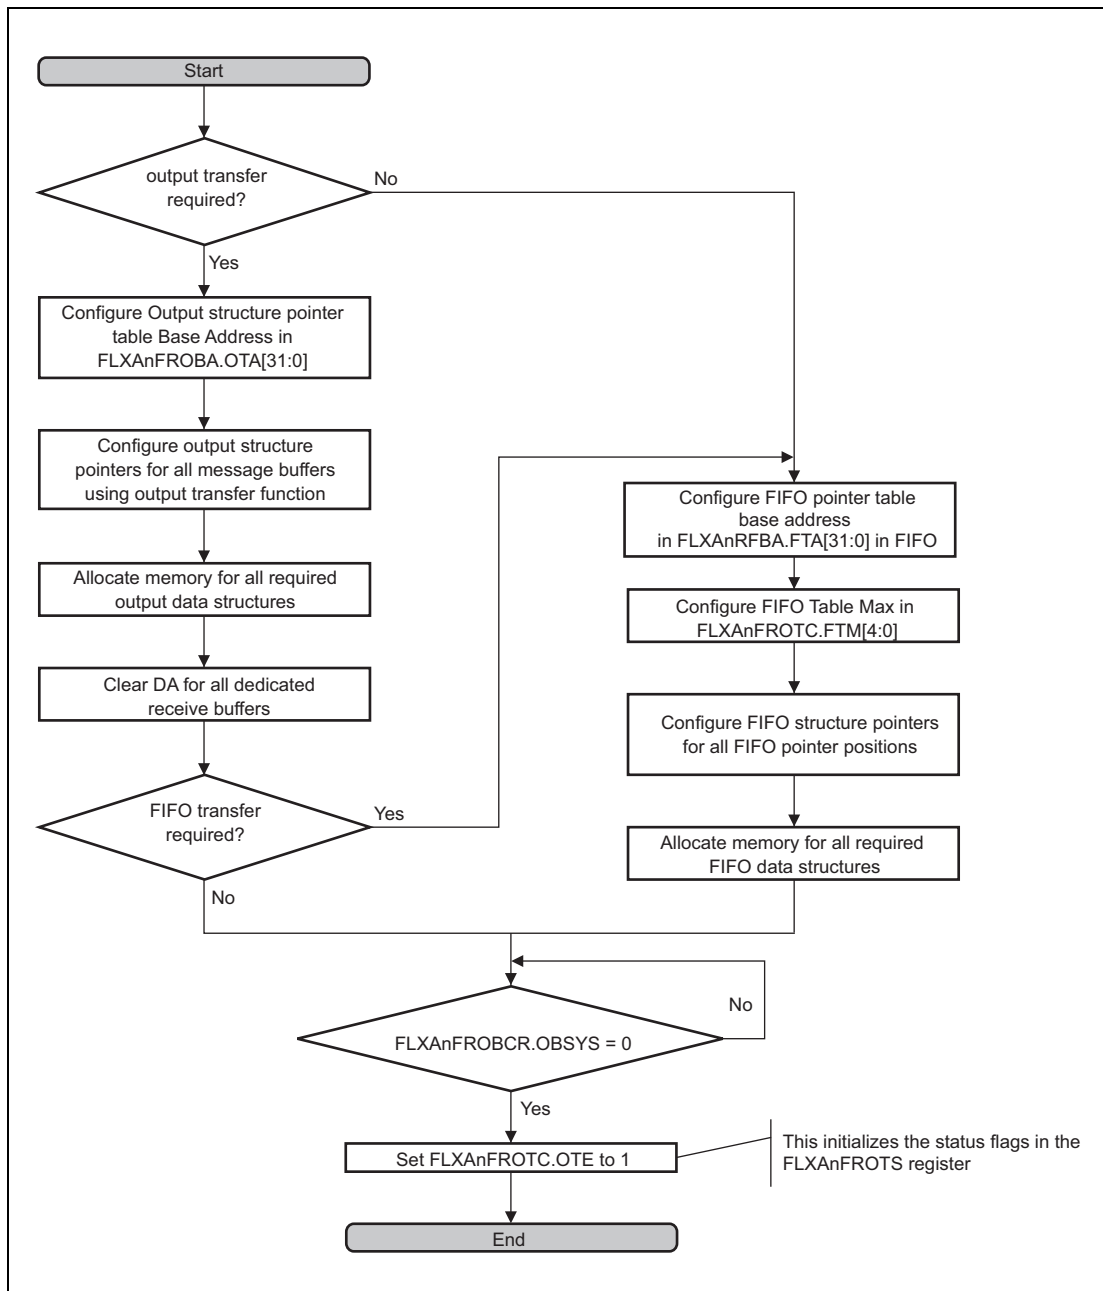 Start
output transfer
required?
No
Yes
Configure Output structure pointer
table Base Address in
FLXAnFROBA.OTA[31:0]
Configure output structure
pointers for all message buffers
using output transfer function
Allocate memory for all required
output data structures
Clear DA for all dedicated
receive buffers
FIFO transfer
required?
Yes
No
Configure FIFO pointer table
base address
in FLXAnRFBA.FTA[31:0] in FIFO
Configure FIFO Table Max in
FLXAnFROTC.FTM[4:0]
Configure FIFO structure pointers
for all FIFO pointer positions
Allocate memory for all required
FIFO data structures
FLXAnFROBCR.OBSYS = 0
No
Yes
Set FLXAnFROTC.OTE to 1
This initializes the status flags in the
FLXAnFROTS register
End